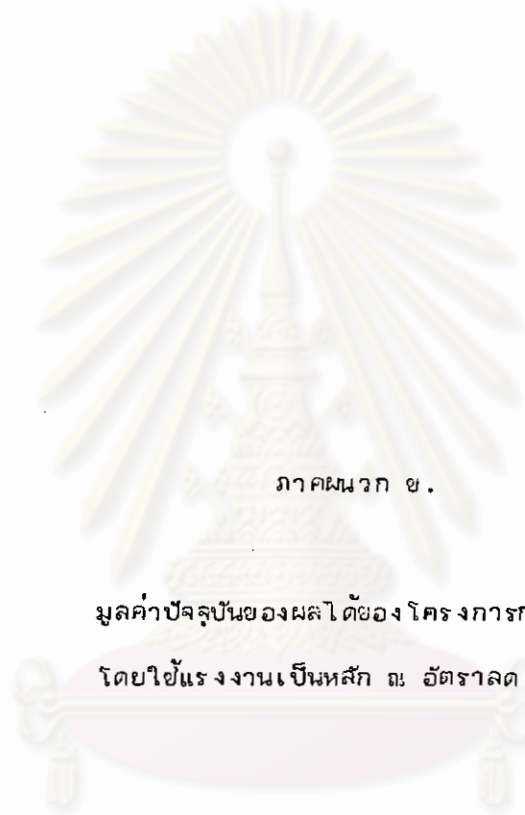 ภาคผนวก ข.
มูลค่าปัจจุบันของผลได้ของโครงการก
โดยใช้แรงงานเป็นหลัก ณ อัตราลด